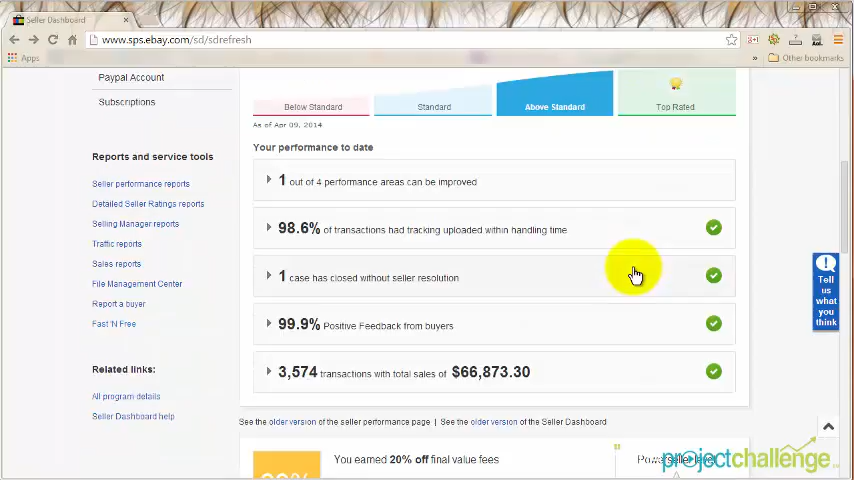 Seller Dashboard
www.sps.ebay.com/sd/sdrefresh
Apps
»
Other bookmarks
Paypal Account
Subscriptions
Below Standard
Standard
Above Standard
Top Rated
As of Apr 09, 2014
Reports and service tools
Seller performance reports
Detailed Seller Ratings reports
Selling Manager reports
Traffic reports
Sales reports
File Management Center
Report a buyer
Fast 'N Free
Related links:
All program details
Seller Dashboard help
Your performance to date
1 out of 4 performance areas can be improved
98.6% of transactions had tracking uploaded within handling time
1 case has closed without seller resolution
99.9% Positive Feedback from buyers
3,574 transactions with total sales of $66,873.30
See the older version of the seller performance page | See the older version of the Seller Dashboard
You earned 20% off final value fees
Powerseller level
Tell
us
what
you
think
projectchallenge